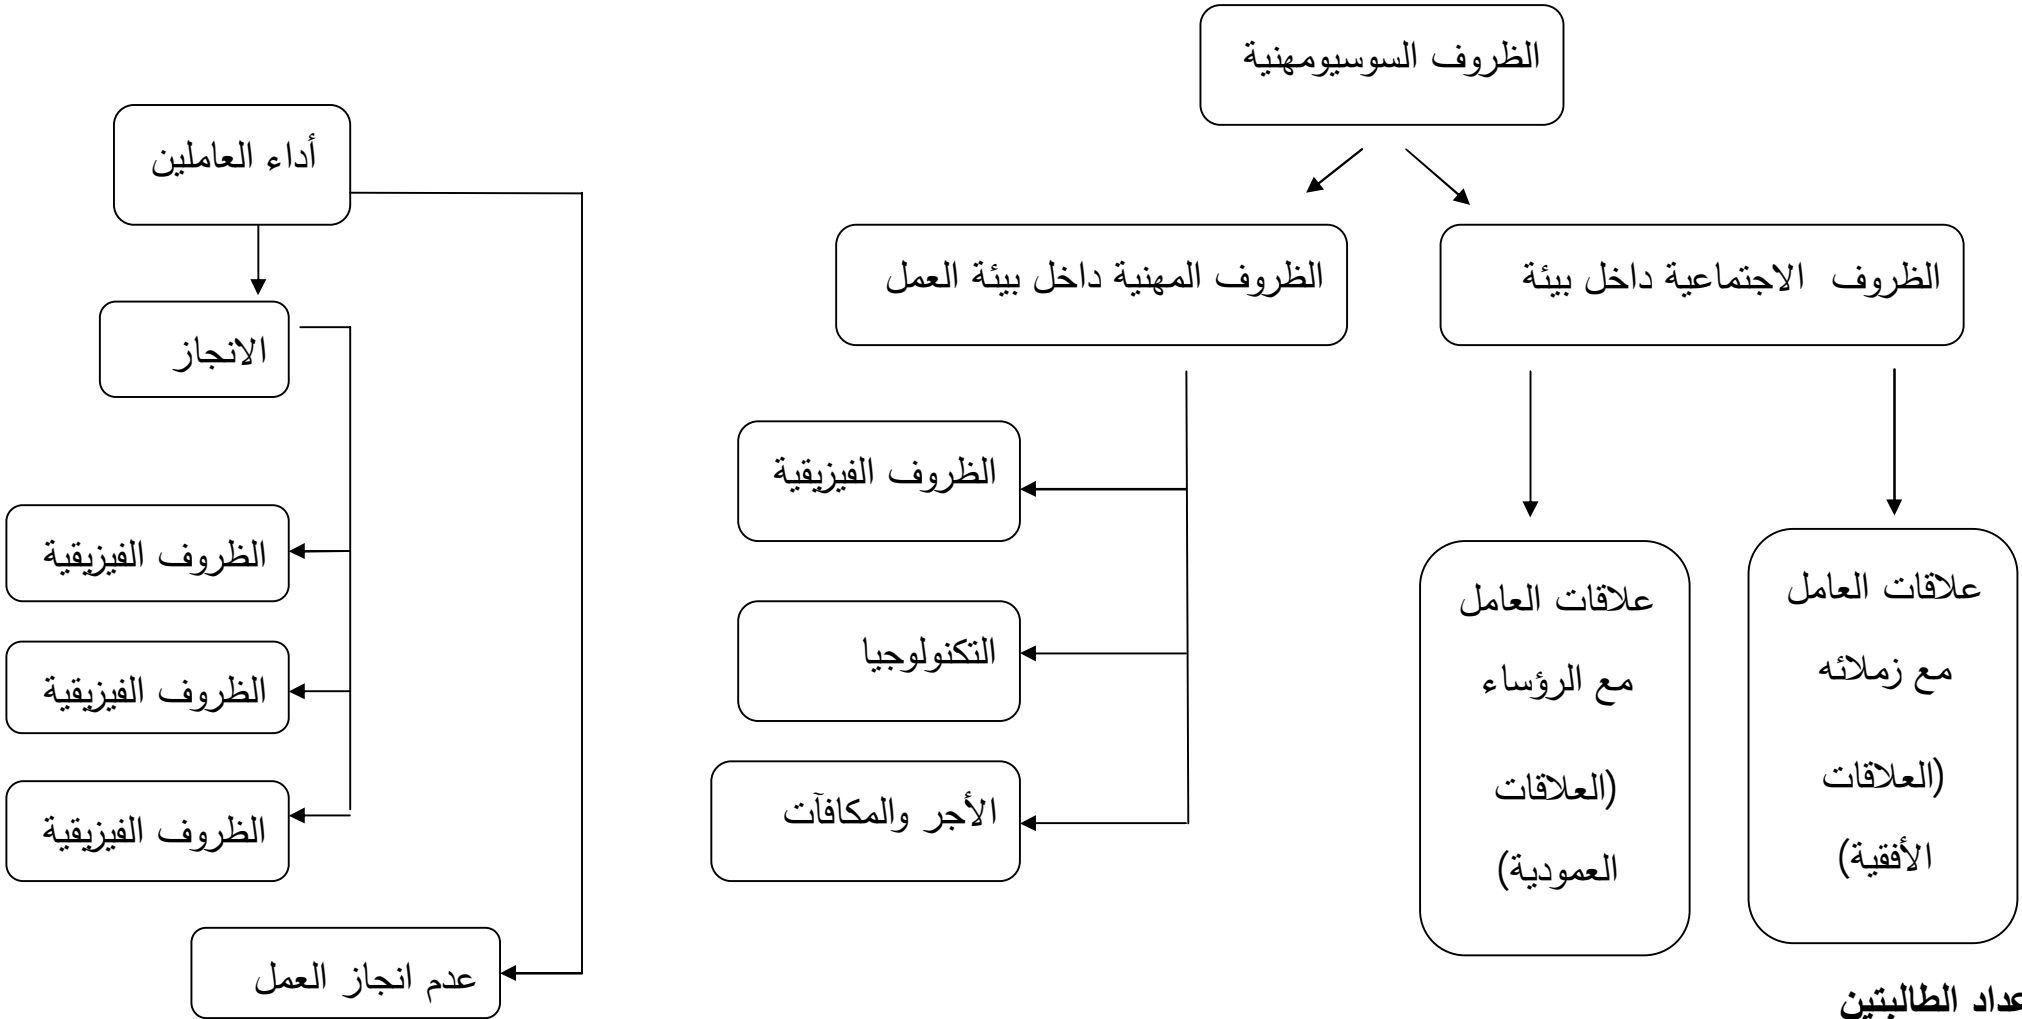 الظروف السوسيومهنية
الظروف الاجتماعية داخل بيئة
الظروف المهنية داخل بيئة العمل
علاقات العامل
مع زملائه
(العلاقات
الأفقية)
علاقات العامل
مع الرؤساء
(العلاقات
العمودية)
الظروف الفيزيقية
التكنولوجيا
الأجر والمكافآت
أداء العاملين
الانجاز
الظروف الفيزيقية
الظروف الفيزيقية
الظروف الفيزيقية
عدم انجاز العمل
الطالبتين